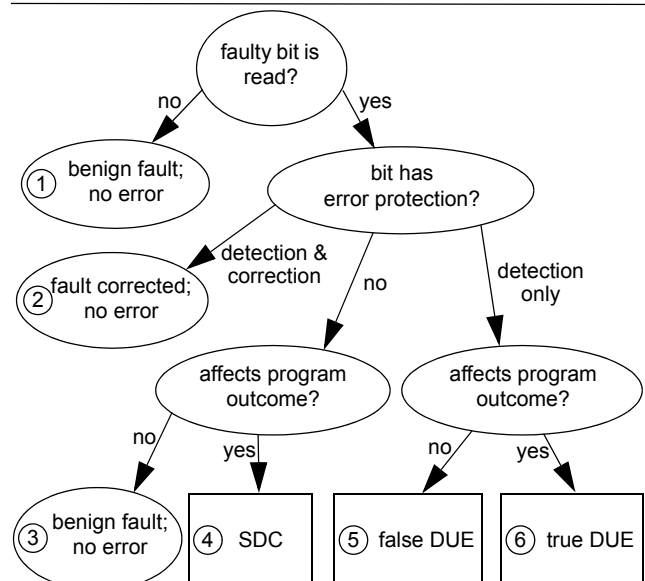 faulty bit is
read?
no
yes
1 benign fault;
no error
bit has
error protection?
detection &
correction
no
detection
only
2 fault corrected;
no error
affects program
outcome?
affects program
outcome?
no
yes
no
yes
3 benign fault;
no error
4 SDC
5 false DUE
6 true DUE